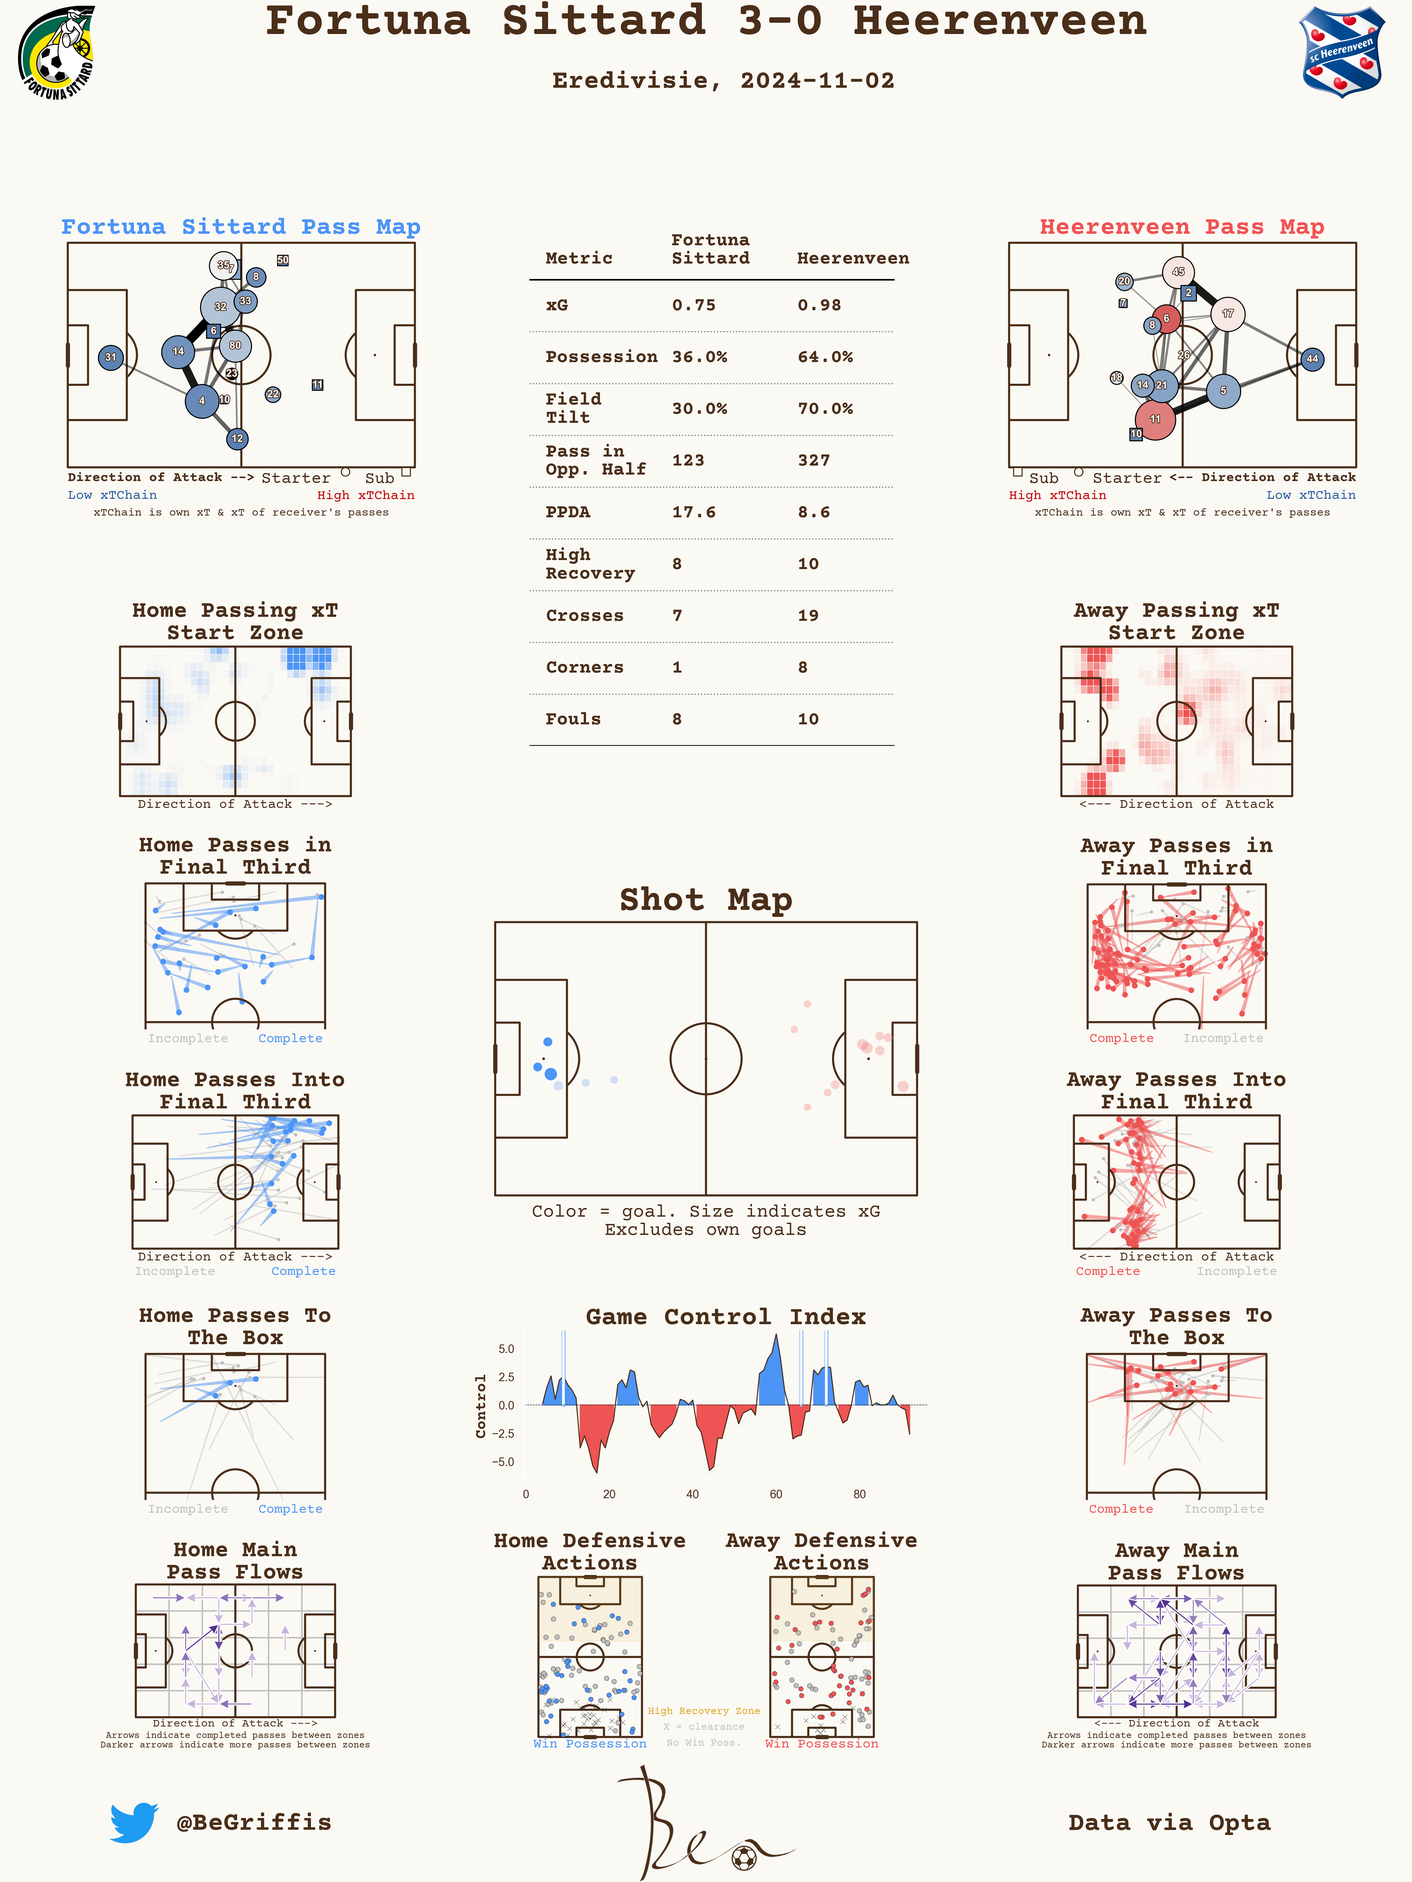 Fortuna Sittard 3-0 Heerenveen
FORTUNA SITTARD
sc Heerenveen
Eredivisie, 2024-11-02
Fortuna Sittard Pass Map
35
7
8
50
32
33
6
14
80
31
23
4
10
22
11
12
Direction of Attack --> Starter Sub
Low xTChain High xTChain
xTChain is own xT & xT of receiver's passes
Metric Fortuna Sittard Heerenveen
xG 0.75 0.98
Possession 36.0% 64.0%
Field Tilt 30.0% 70.0%
Pass in Opp. Half 123 327
PPDA 17.6 8.6
High Recovery 8 10
Crosses 7 19
Corners 1 8
Fouls 8 10
Heerenveen Pass Map
45
20
2
7
6
17
8
26
44
18
14
21
5
11
10
Sub Starter <-- Direction of Attack
High xTChain Low xTChain
xTChain is own xT & xT of receiver's passes
Home Passing xT
Start Zone
Direction of Attack --->
Away Passing xT
Start Zone
<--- Direction of Attack
Home Passes in
Final Third
Incomplete Complete
Shot Map
Color = goal. Size indicates xG
Excludes own goals
Away Passes in
Final Third
Complete Incomplete
Home Passes Into
Final Third
Direction of Attack --->
Incomplete Complete
Away Passes Into
Final Third
<--- Direction of Attack
Complete Incomplete
Home Passes To
The Box
Incomplete Complete
Game Control Index
Control
5.0
2.5
0.0
−2.5
−5.0
0 20 40 60 80
Away Passes To
The Box
Complete Incomplete
Home Main
Pass Flows
Direction of Attack --->
Arrows indicate completed passes between zones
Darker arrows indicate more passes between zones
Home Defensive
Actions
Win Possession
High Recovery Zone
X = clearance
No Win Poss.
Away Defensive
Actions
Win Possession
Away Main
Pass Flows
<--- Direction of Attack
Arrows indicate completed passes between zones
Darker arrows indicate more passes between zones
@BeGriffis
Ben
Data via Opta